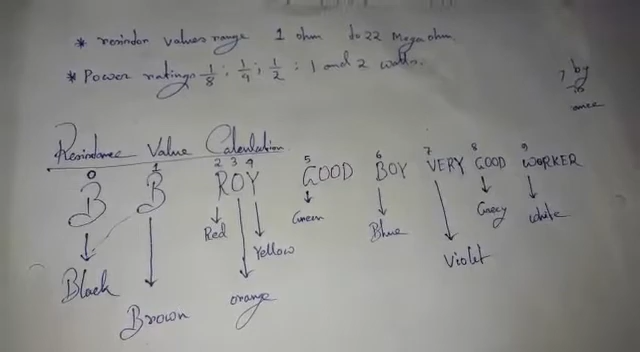 * resistor values range 1 ohm to 22 Mega ohm
* Power ratings 1/8 ; 1/4 ; 1/2 : 1 and 2 watts.
7 by
Resistance Value Calculation
0 1 2 3 4 5 6 7 8 9
B B ROY GOOD BOY VERY GOOD WORKER
Red Green Blue Grey white
Yellow
Violet
Black Brown orange